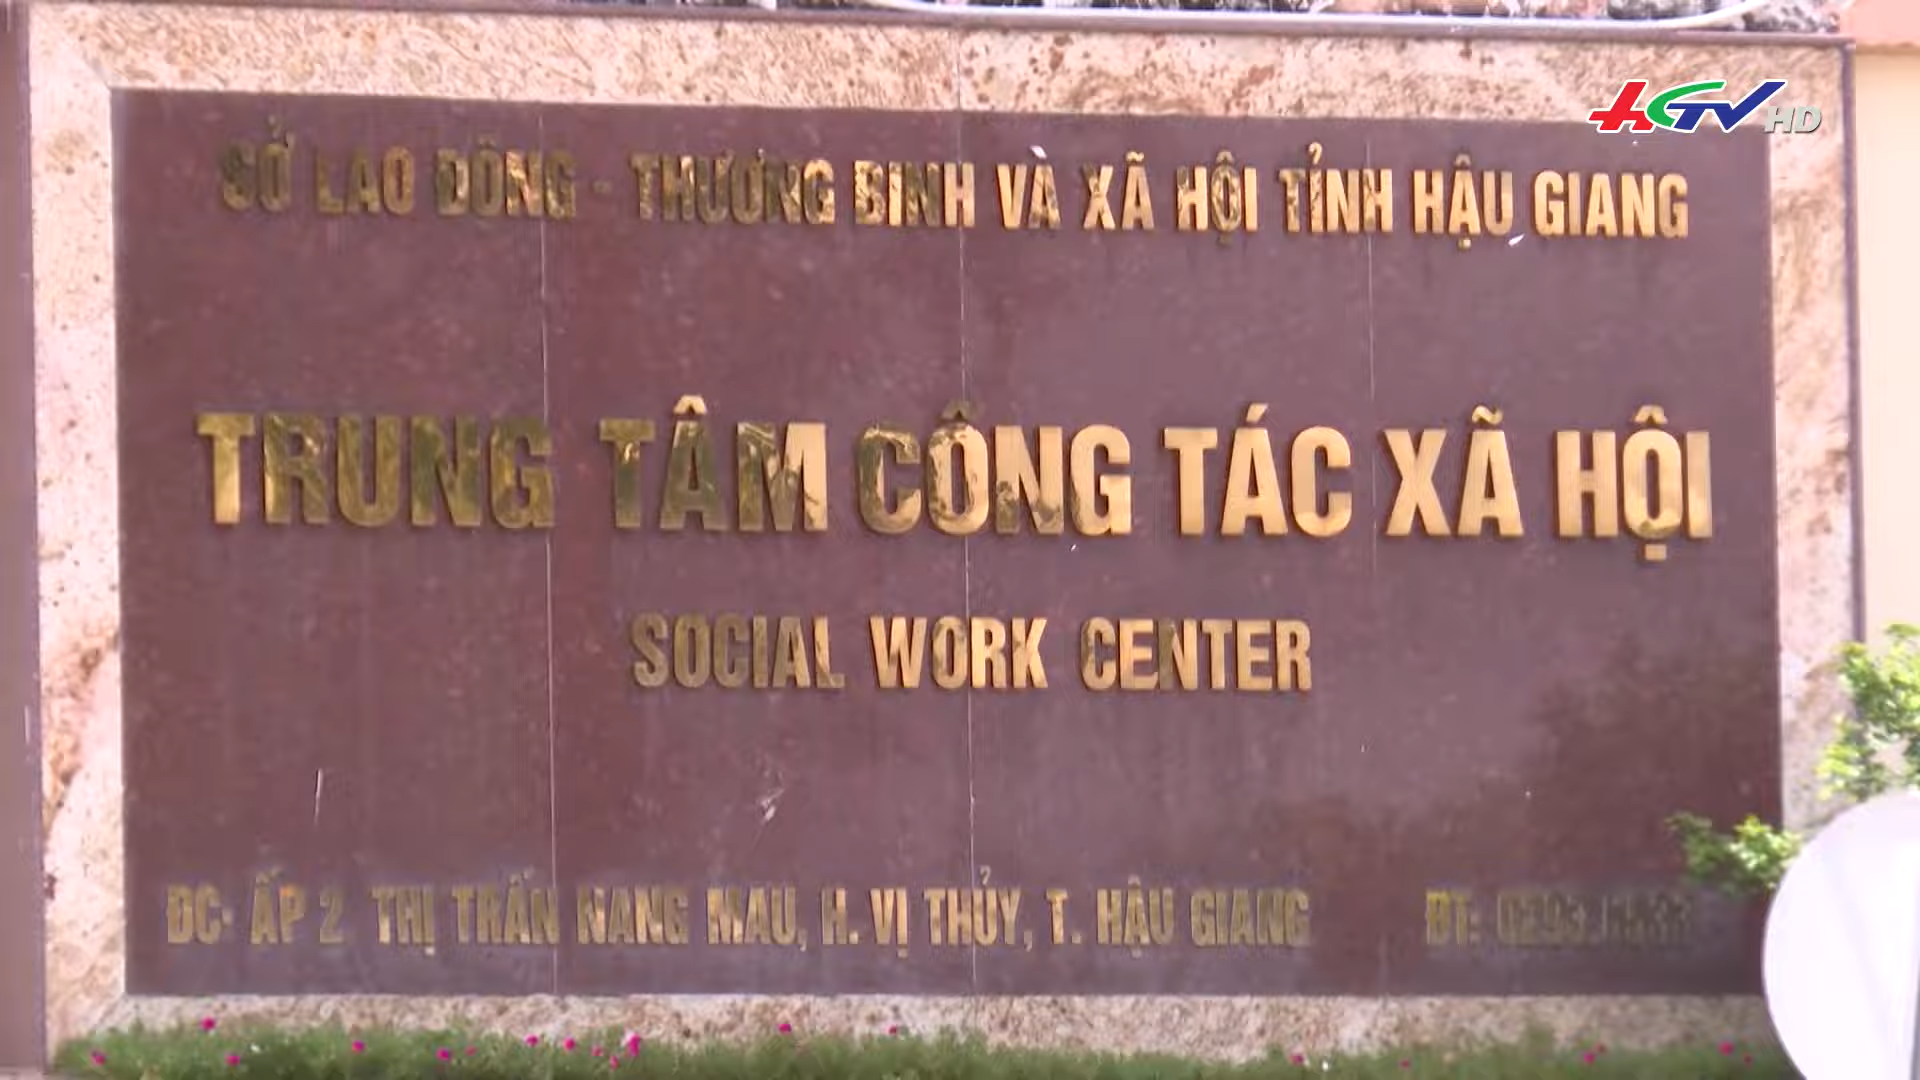 HGTV HD
SỞ LAO ĐỘNG - THƯƠNG BINH VÀ XÃ HỘI TỈNH HẬU GIANG
TRUNG TÂM CÔNG TÁC XÃ HỘI
SOCIAL WORK CENTER
ĐC: ẤP 2 THỊ TRẤN NANG MAU, H. VỊ THỦY, T. HẬU GIANG ĐT: